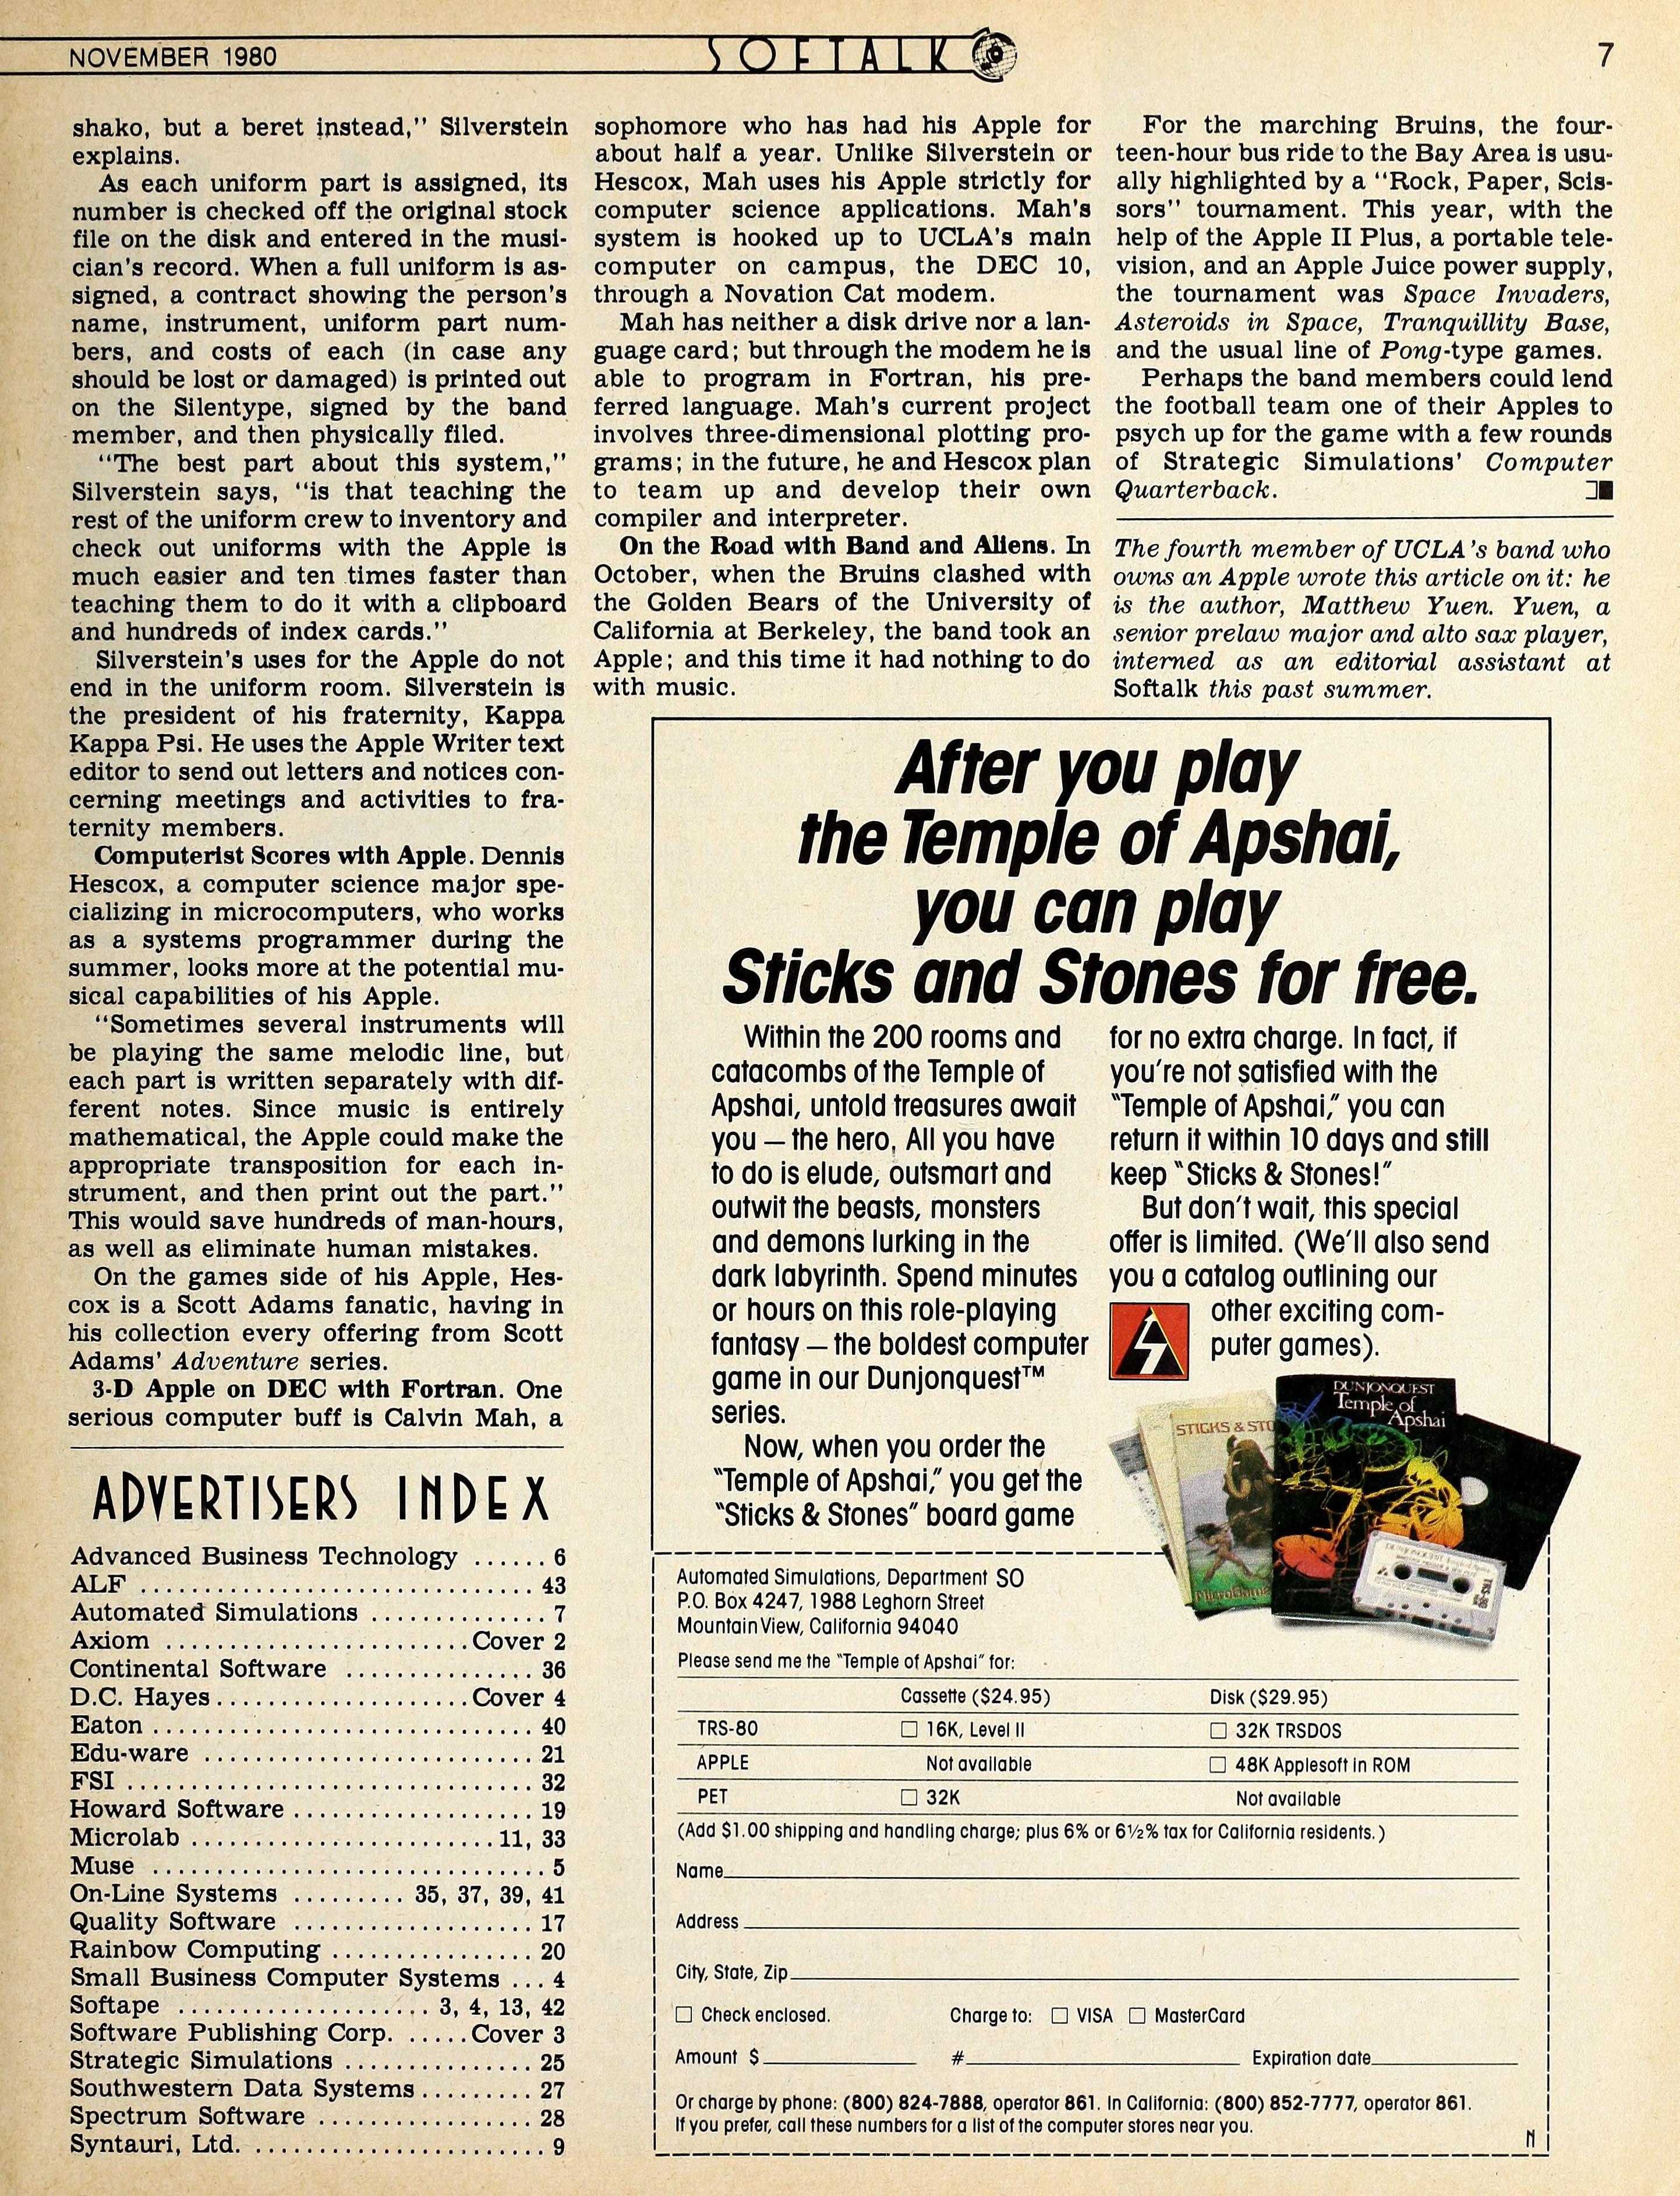 NOVEMBER 1980
SOFTALK
7
shako, but a beret instead,” Silverstein
explains.
As each uniform part is assigned, its
number is checked off the original stock
file on the disk and entered in the musi-
cian’s record. When a full uniform is as-
signed, a contract showing the person’s
name, instrument, uniform part num-
bers, and costs of each (in case any
should be lost or damaged) is printed out
on the Silentype, signed by the band
member, and then physically filed.
“The best part about this system,”
Silverstein says, “is that teaching the
rest of the uniform crew to inventory and
check out uniforms with the Apple is
much easier and ten times faster than
teaching them to do it with a clipboard
and hundreds of index cards.”
Silverstein’s uses for the Apple do not
end in the uniform room. Silverstein is
the president of his fraternity, Kappa
Kappa Psi. He uses the Apple Writer text
editor to send out letters and notices con-
cerning meetings and activities to fra-
ternity members.
Computerist Scores with Apple. Dennis
Hescox, a computer science major spe-
cializing in microcomputers, who works
as a systems programmer during the
summer, looks more at the potential mu-
sical capabilities of his Apple.
“Sometimes several instruments will
be playing the same melodic line, but
each part is written separately with dif-
ferent notes. Since music is entirely
mathematical, the Apple could make the
appropriate transposition for each in-
strument, and then print out the part.”
This would save hundreds of man-hours,
as well as eliminate human mistakes.
On the games side of his Apple, Hes-
cox is a Scott Adams fanatic, having in
his collection every offering from Scott
Adams’ Adventure series.
3-D Apple on DEC with Fortran. One
serious computer buff is Calvin Mah, a
sophomore who has had his Apple for
about half a year. Unlike Silverstein or
Hescox, Mah uses his Apple strictly for
computer science applications. Mah’s
system is hooked up to UCLA’s main
computer on campus, the DEC 10,
through a Novation Cat modem.
Mah has neither a disk drive nor a lan-
guage card; but through the modem he is
able to program in Fortran, his pre-
ferred language. Mah’s current project
involves three-dimensional plotting pro-
grams; in the future, he and Hescox plan
to team up and develop their own
compiler and interpreter.
On the Road with Band and Aliens. In
October, when the Bruins clashed with
the Golden Bears of the University of
California at Berkeley, the band took an
Apple; and this time it had nothing to do
with music.
For the marching Bruins, the four-
teen-hour bus ride to the Bay Area is usu-
ally highlighted by a “Rock, Paper, Scis-
sors” tournament. This year, with the
help of the Apple II Plus, a portable tele-
vision, and an Apple Juice power supply,
the tournament was Space Invaders,
Asteroids in Space, Tranquillity Base,
and the usual line of Pong-type games.
Perhaps the band members could lend
the football team one of their Apples to
psych up for the game with a few rounds
of Strategic Simulations’ Computer
Quarterback.
The fourth member of UCLA’s band who
owns an Apple wrote this article on it: he
is the author, Matthew Yuen. Yuen, a
senior prelaw major and alto sax player,
interned as an editorial assistant at
Softalk this past summer.
ADVERTISERS INDEX
Advanced Business Technology ...... 6
ALF ............................... 43
Automated Simulations .............. 7
Axiom ........................ Cover 2
Continental Software ............... 36
D.C. Hayes .................... Cover 4
Eaton .............................. 40
Edu-ware .......................... 21
FSI ................................ 32
Howard Software ................... 19
Microlab ........................ 11, 33
Muse ............................... 5
On-Line Systems ......... 35, 37, 39, 41
Quality Software ................... 17
Rainbow Computing ................ 20
Small Business Computer Systems ... 4
Softape .................... 3, 4, 13, 42
Software Publishing Corp. ..... Cover 3
Strategic Simulations ............... 25
Southwestern Data Systems ......... 27
Spectrum Software ................. 28
Syntauri, Ltd. ....................... 9
After you play
the Temple of Apshai,
you can play
Sticks and Stones for free.
Within the 200 rooms and
catacombs of the Temple of
Apshai, untold treasures await
you — the hero. All you have
to do is elude, outsmart and
outwit the beasts, monsters
and demons lurking in the
dark labyrinth. Spend minutes
or hours on this role-playing
fantasy — the boldest computer
game in our Dunjonquest™
series.
Now, when you order the
“Temple of Apshai,” you get the
“Sticks & Stones” board game
for no extra charge. In fact, if
you’re not satisfied with the
“Temple of Apshai,” you can
return it within 10 days and still
keep “Sticks & Stones!”
But don’t wait, this special
offer is limited. (We’ll also send
you a catalog outlining our
other exciting com-
puter games).
STICKS & STO
MicroGame
DUNJONQUEST
Temple of
Apshai
TRS-80
Automated Simulations, Department SO
P.O. Box 4247, 1988 Leghorn Street
Mountain View, California 94040
Please send me the “Temple of Apshai” for:
Cassette ($24.95) Disk ($29.95)
TRS-80 □ 16K, Level II □ 32K TRSDOS
APPLE Not available □ 48K Applesoft in ROM
PET □ 32K Not available
(Add $1.00 shipping and handling charge; plus 6% or 6½% tax for California residents.)
Name
Address
City, State, Zip
□ Check enclosed. Charge to: □ VISA □ MasterCard
Amount $ # Expiration date
Or charge by phone: (800) 824-7888, operator 861. In California: (800) 852-7777, operator 861.
If you prefer, call these numbers for a list of the computer stores near you.
N